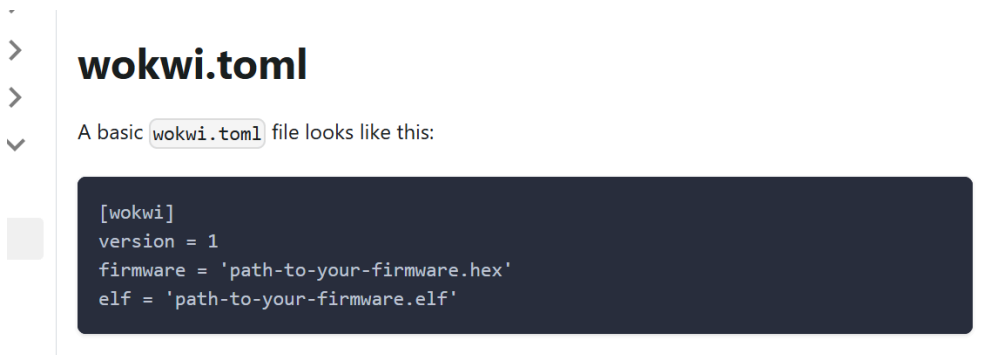 wokwi.toml
A basic wokwi.toml file looks like this:
[wokwi]
version = 1
firmware = 'path-to-your-firmware.hex'
elf = 'path-to-your-firmware.elf'